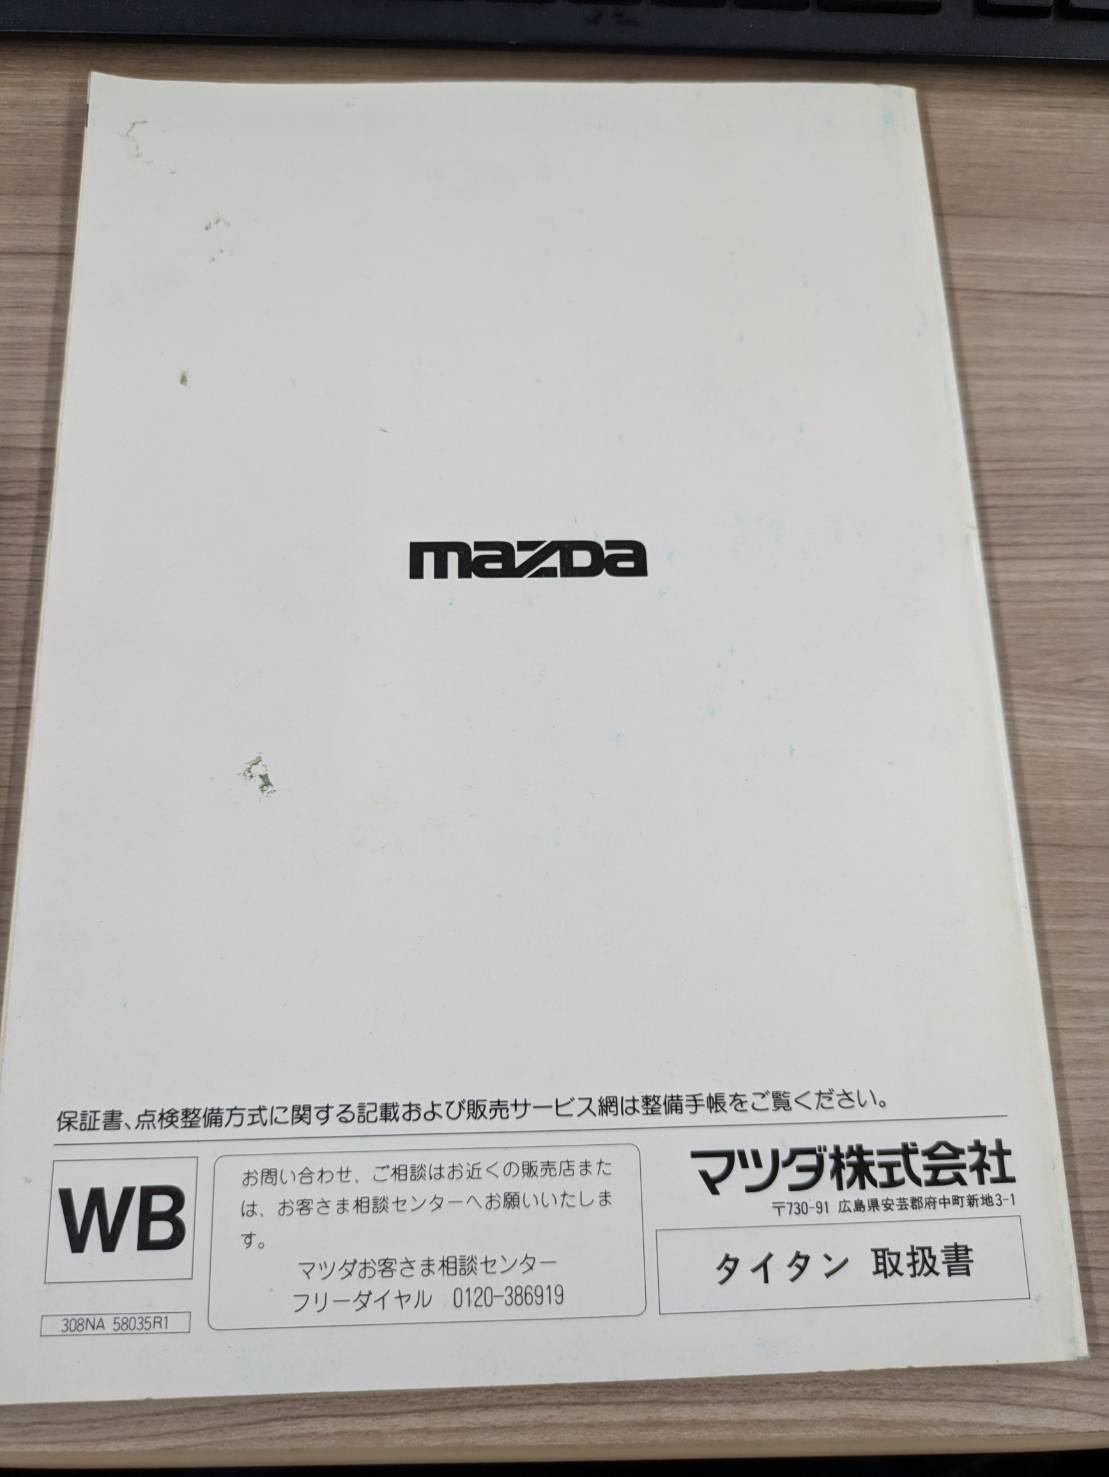 mazda
保証書、点検整備方式に関する記載および販売サービス網は整備手帳をご覧ください。
WB
308NA 58035R1
お問い合わせ、ご相談はお近くの販売店また
は、お客さま相談センターへお願いいたしま
す。
マツダお客さま相談センター
フリーダイヤル 0120-386919
マツダ株式会社
〒730-91 広島県安芸郡府中町新地3-1
タイタン 取扱書